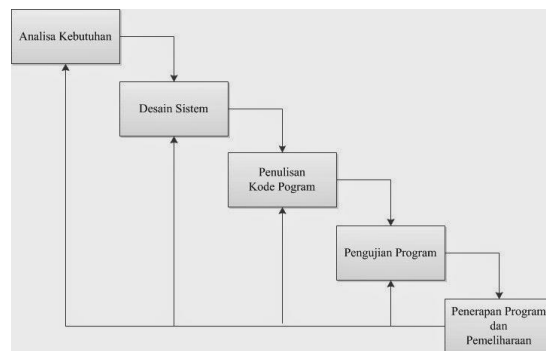 Analisa Kebutuhan
Desain Sistem
Penulisan
Kode Pogram
Pengujian Program
Penerapan Program
dan
Pemeliharaan